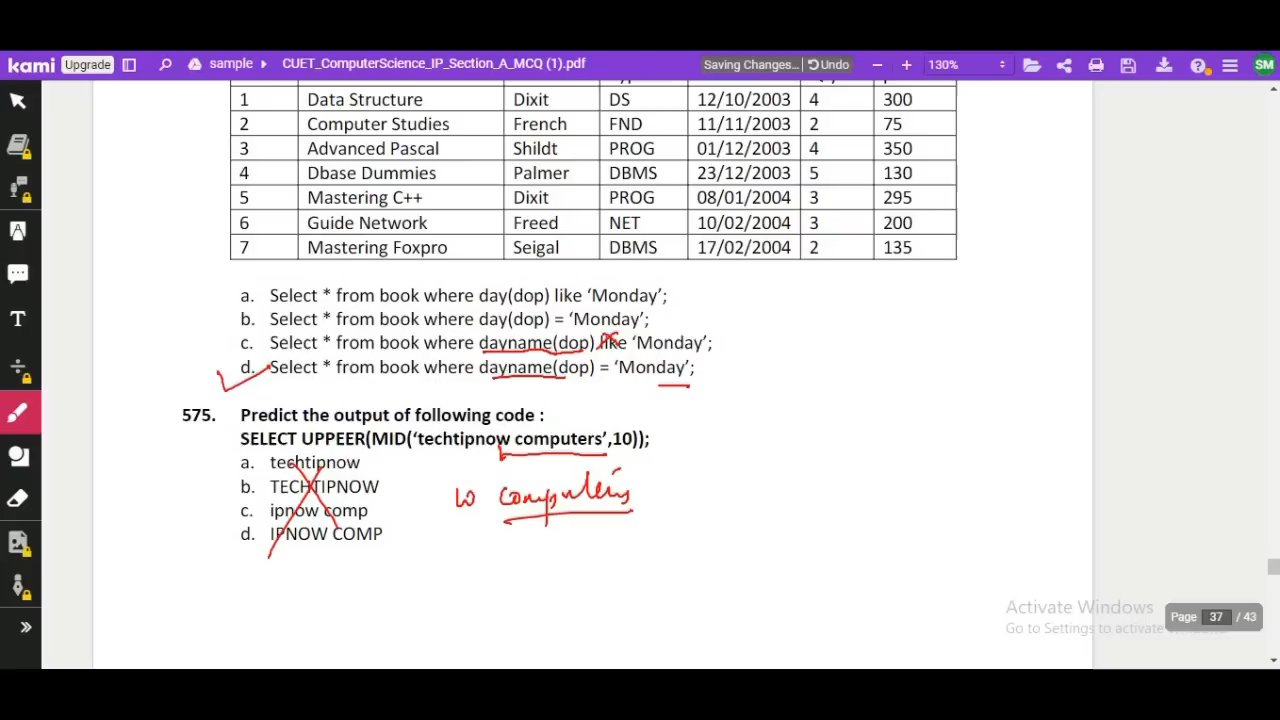 kami Upgrade sample CUET_ComputerScience_IP_Section_A_MCQ (1).pdf Saving Changes... Undo 130% SM
1 Data Structure Dixit DS 12/10/2003 4 300
2 Computer Studies French FND 11/11/2003 2 75
3 Advanced Pascal Shildt PROG 01/12/2003 4 350
4 Dbase Dummies Palmer DBMS 23/12/2003 5 130
5 Mastering C++ Dixit PROG 08/01/2004 3 295
6 Guide Network Freed NET 10/02/2004 3 200
7 Mastering Foxpro Seigal DBMS 17/02/2004 2 135
a. Select * from book where day(dop) like ‘Monday’;
b. Select * from book where day(dop) = ‘Monday’;
c. Select * from book where dayname(dop) like ‘Monday’;
d. Select * from book where dayname(dop) = ‘Monday’;
575. Predict the output of following code :
SELECT UPPEER(MID(‘techtipnow computers’,10));
a. techtipnow
b. TECHTIPNOW
c. ipnow comp
d. IPNOW COMP
w computers
Activate Windows
Go to Settings to activate
Page 37 / 43